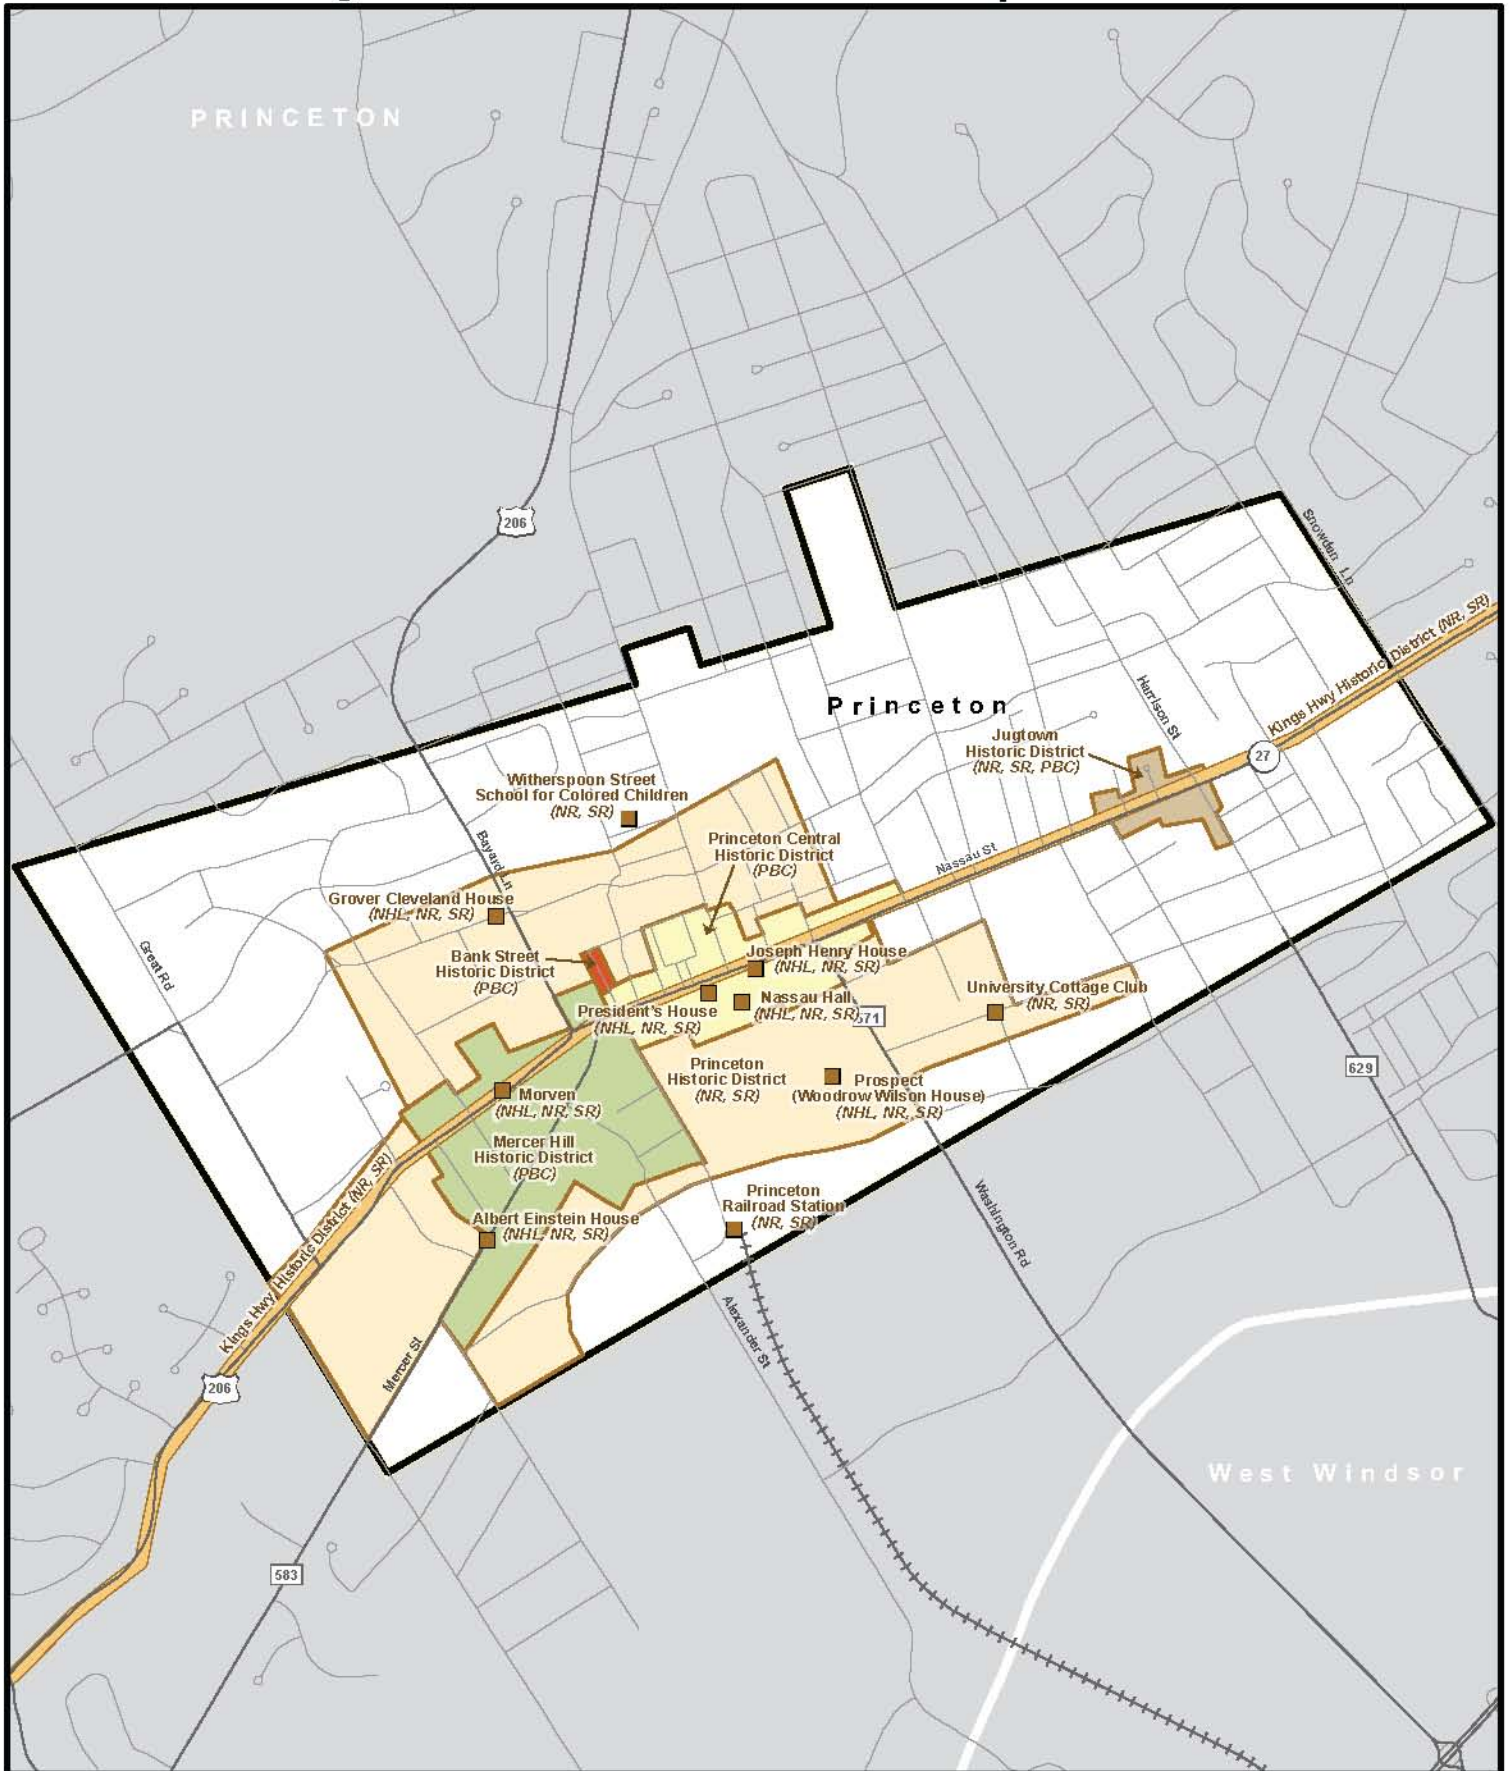 PRINCETON
206
Snowden Ln
Kings Hwy Historic District (NR, SR)
Harrison St
Princeton
Jugtown
Historic District
(NR, SR, PBC)
27
Witherspoon Street
School for Colored Children
(NR, SR)
Princeton Central
Historic District
(PBC)
Nassau St
Bayard Ln
Grover Cleveland House
(NHL, NR, SR)
Great Rd
Bank Street
Historic District
(PBC)
Joseph Henry House
(NHL, NR, SR)
University Cottage Club
(NR, SR)
President's House
(NHL, NR, SR)
Nassau Hall
(NHL, NR, SR)
571
Princeton
Historic District
(NR, SR)
Prospect
(Woodrow Wilson House)
(NHL, NR, SR)
629
Morven
(NHL, NR, SR)
Mercer Hill
Historic District
(PBC)
Princeton
Railroad Station
(NR, SR)
Albert Einstein House
(NHL, NR, SR)
Washington Rd
Kings Hwy Historic District (NR, SR)
Alexander St
Mercer St
206
West Windsor
583